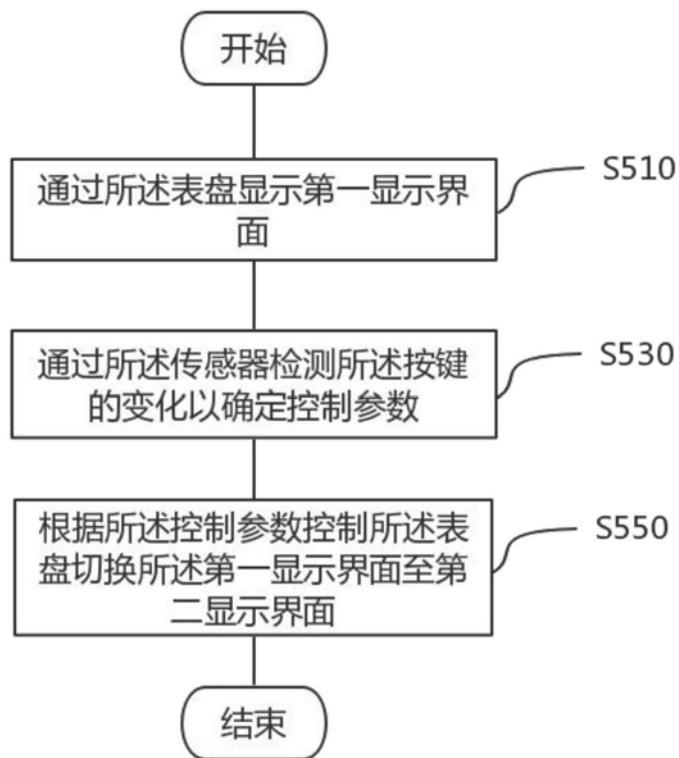 开始
通过所述表盘显示第一显示界
面
S510
通过所述传感器检测所述按键
的变化以确定控制参数
S530
根据所述控制参数控制所述表
盘切换所述第一显示界面至第
二显示界面
S550
结束